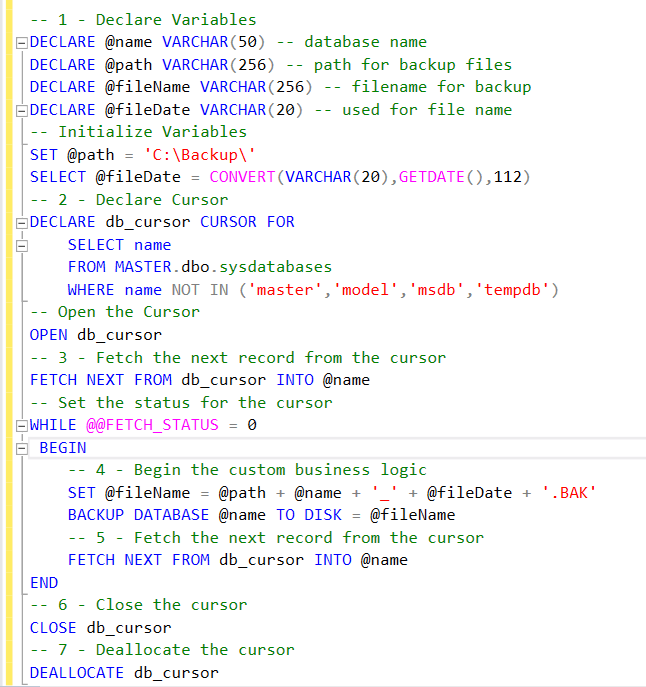 -- 1 - Declare Variables
DECLARE @name VARCHAR(50) -- database name
DECLARE @path VARCHAR(256) -- path for backup files
DECLARE @fileName VARCHAR(256) -- filename for backup
DECLARE @fileDate VARCHAR(20) -- used for file name
-- Initialize Variables
SET @path = 'C:\Backup\'
SELECT @fileDate = CONVERT(VARCHAR(20),GETDATE(),112)
-- 2 - Declare Cursor
DECLARE db_cursor CURSOR FOR
    SELECT name
    FROM MASTER.dbo.sysdatabases
    WHERE name NOT IN ('master','model','msdb','tempdb')
-- Open the Cursor
OPEN db_cursor
-- 3 - Fetch the next record from the cursor
FETCH NEXT FROM db_cursor INTO @name
-- Set the status for the cursor
WHILE @@FETCH_STATUS = 0
 BEGIN
    -- 4 - Begin the custom business logic
    SET @fileName = @path + @name + '_' + @fileDate + '.BAK'
    BACKUP DATABASE @name TO DISK = @fileName
    -- 5 - Fetch the next record from the cursor
    FETCH NEXT FROM db_cursor INTO @name
END
-- 6 - Close the cursor
CLOSE db_cursor
-- 7 - Deallocate the cursor
DEALLOCATE db_cursor